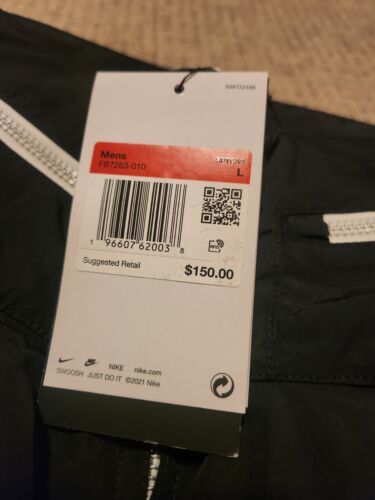 Mens
FB7263-010
L
1 96607 62003 8
RFID
Suggested Retail
$150.00
NIKE nike.com
SWOOSH JUST DO IT ©2021 Nike